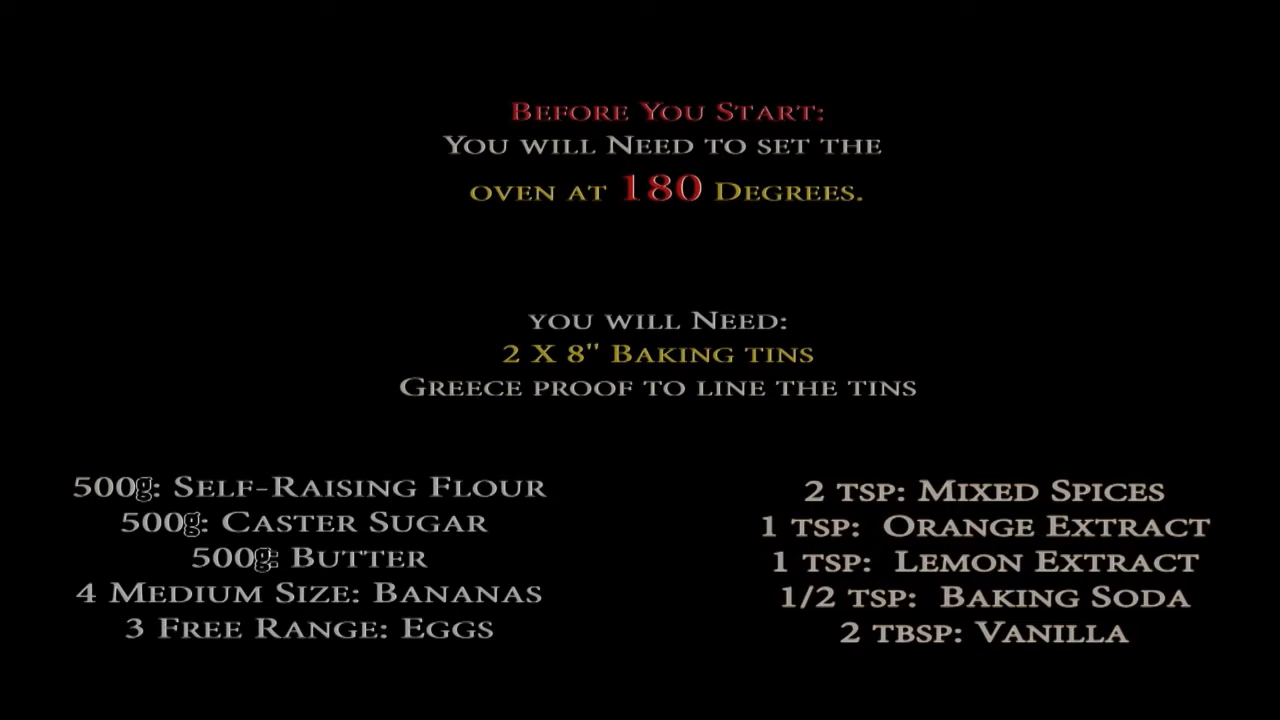 Before You Start:
You will Need to set the
oven at 180 Degrees.
you will Need:
2 X 8" Baking tins
Greece proof to line the tins
500g: Self-Raising Flour
500g: Caster Sugar
500g: Butter
4 Medium Size: Bananas
3 Free Range: Eggs
2 tsp: Mixed Spices
1 tsp: Orange Extract
1 tsp: Lemon Extract
1/2 tsp: Baking Soda
2 tbsp: Vanilla